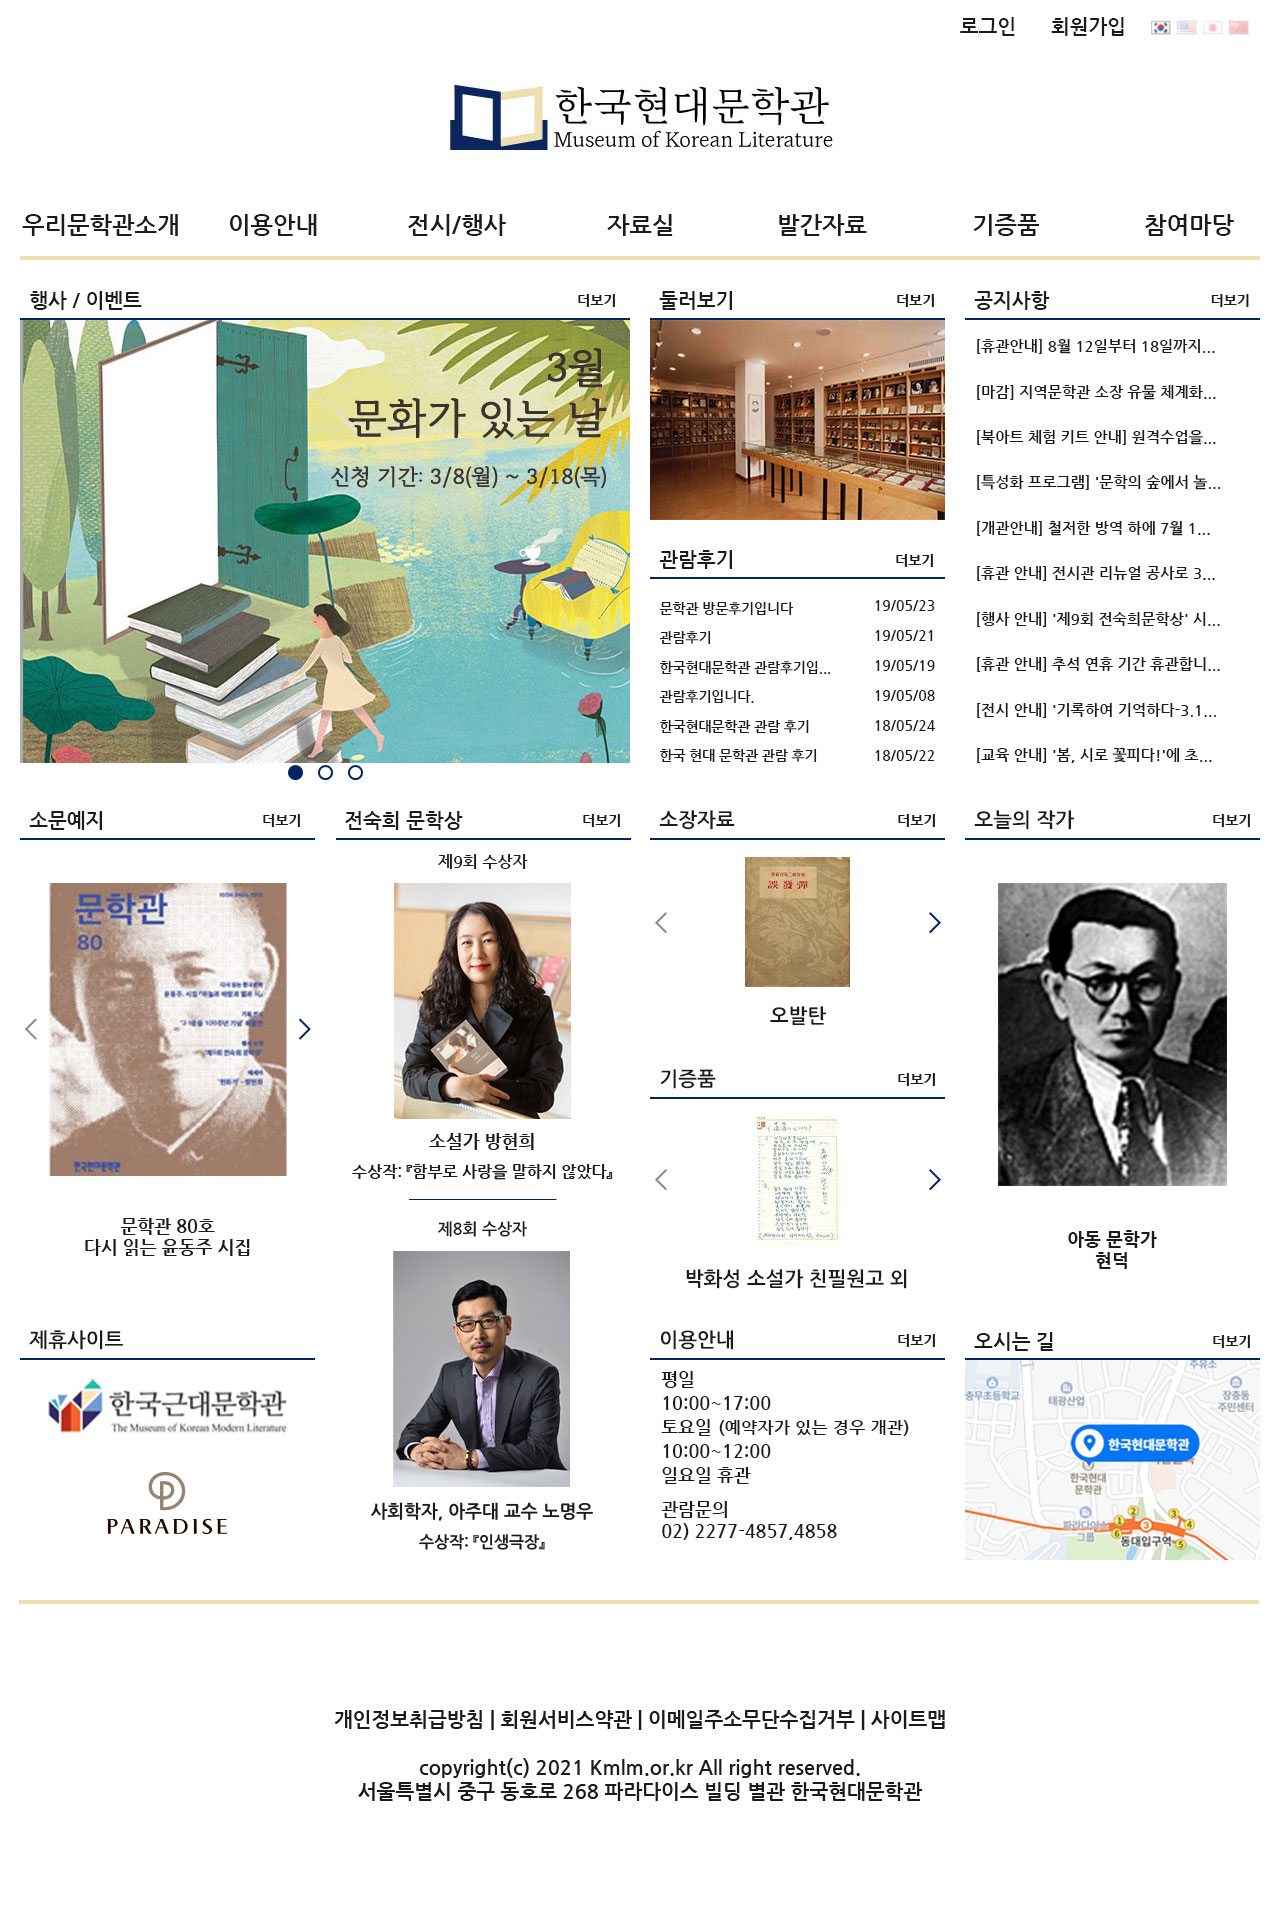 로그인 회원가입
한국현대문학관
Museum of Korean Literature
우리문학관소개 이용안내 전시/행사 자료실 발간자료 기증품 참여마당
행사 / 이벤트 더보기
3월
문화가 있는 날
신청 기간: 3/8(월) ~ 3/18(목)
둘러보기 더보기
관람후기 더보기
문학관 방문후기입니다 19/05/23
관람후기 19/05/21
한국현대문학관 관람후기입... 19/05/19
관람후기입니다. 19/05/08
한국현대문학관 관람 후기 18/05/24
한국 현대 문학관 관람 후기 18/05/22
공지사항 더보기
[휴관안내] 8월 12일부터 18일까지...
[마감] 지역문학관 소장 유물 체계화...
[북아트 체험 키트 안내] 원격수업을...
[특성화 프로그램] '문학의 숲에서 놀...
[개관안내] 철저한 방역 하에 7월 1...
[휴관 안내] 전시관 리뉴얼 공사로 3...
[행사 안내] '제9회 전숙희문학상' 시...
[휴관 안내] 추석 연휴 기간 휴관합니...
[전시 안내] '기록하여 기억하다-3.1...
[교육 안내] '봄, 시로 꽃피다!'에 초...
소문예지 더보기
문학관
80
한국현대문학관
문학관 80호
다시 읽는 윤동주 시집
전숙희 문학상 더보기
제9회 수상자
소설가 방현희
수상작: 『함부로 사랑을 말하지 않았다』
제8회 수상자
사회학자, 아주대 교수 노명우
수상작: 『인생극장』
소장자료 더보기
誤發彈
오발탄
기증품 더보기
박화성 소설가 친필원고 외
오늘의 작가 더보기
아동 문학가
현덕
제휴사이트
한국근대문학관
The Museum of Korean Modern Literature
PARADISE
이용안내 더보기
평일
10:00~17:00
토요일 (예약자가 있는 경우 개관)
10:00~12:00
일요일 휴관
관람문의
02) 2277-4857,4858
오시는 길 더보기
주유소
충무초등학교
태광산업
장충동
주민센터
한국현대문학관
한국현대
문학관
파라다이스
그룹
1 2 3 3 4
6 동대입구역 5
개인정보취급방침 | 회원서비스약관 | 이메일주소무단수집거부 | 사이트맵
copyright(c) 2021 Kmlm.or.kr All right reserved.
서울특별시 중구 동호로 268 파라다이스 빌딩 별관 한국현대문학관